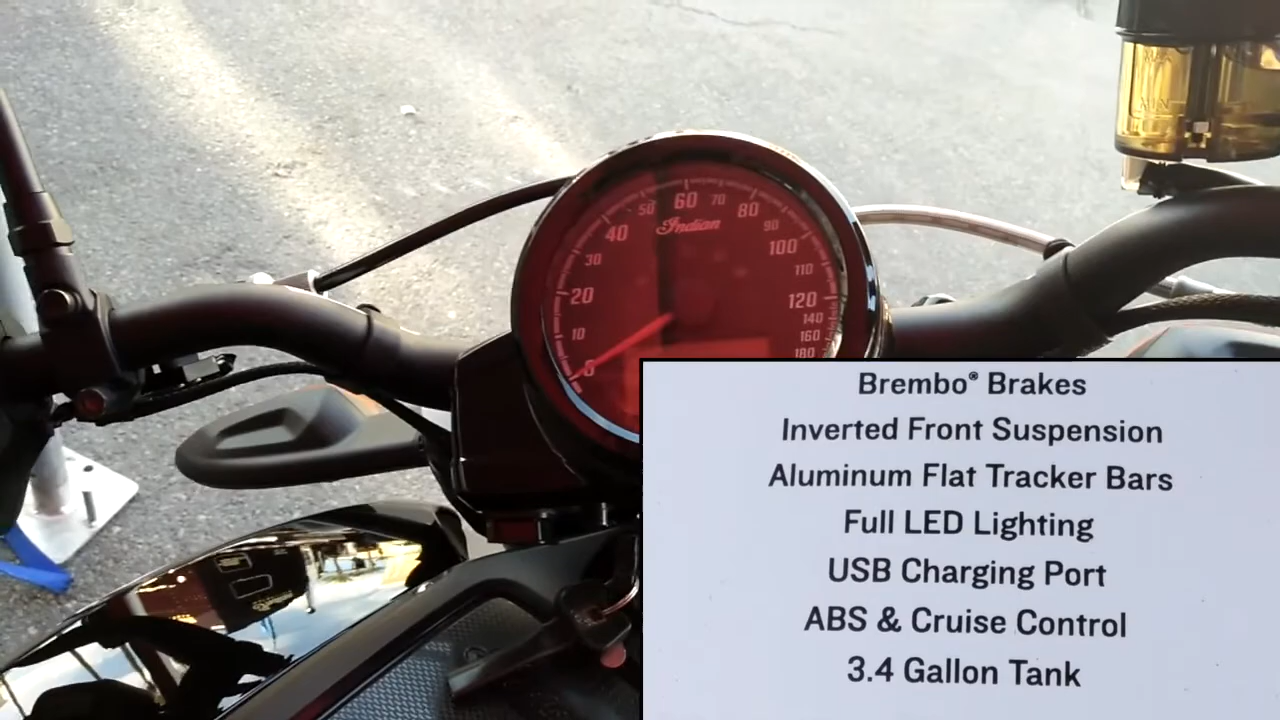 MAX
MIN
50 60 70
40 80
30 90
Indian
100
20 110
10 120
0 140
160
180
Brembo® Brakes
Inverted Front Suspension
Aluminum Flat Tracker Bars
Full LED Lighting
USB Charging Port
ABS & Cruise Control
3.4 Gallon Tank